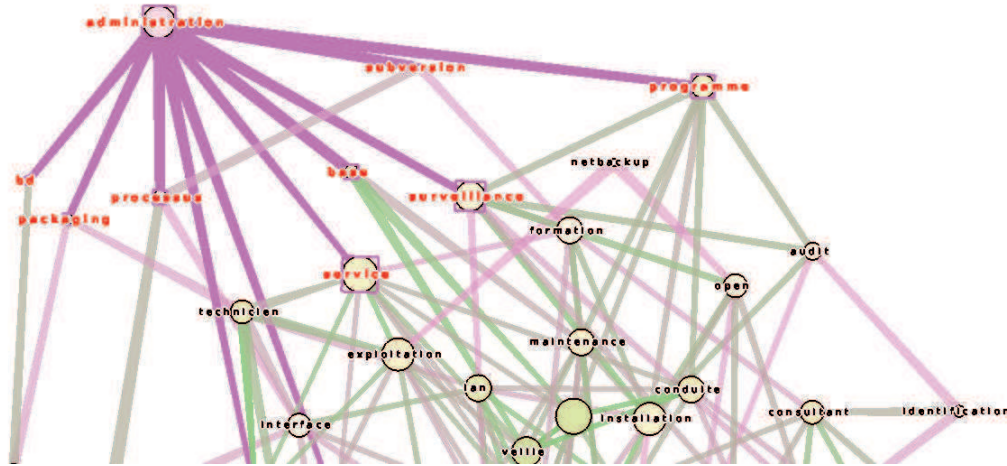 administration
subversion
programme
netbackup
bd
processus
base
surveillance
packaging
formation
audit
service
open
technicien
exploitation
maintenance
lan
conduite
interface
installation
consultant
identification
veille